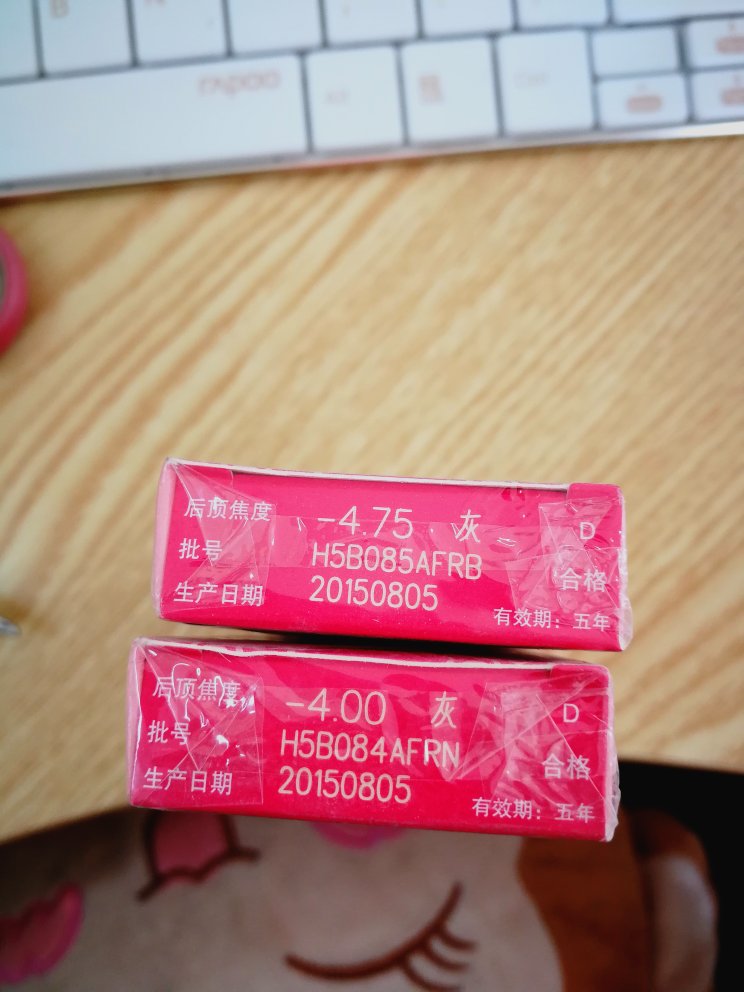 B
N
rapoo
后顶焦度 -4.75 灰 D
批号 H5B085AFRB
生产日期 20150805 合格
有效期：五年
后顶焦度 -4.00 灰 D
批号 H5B084AFRN
生产日期 20150805 合格
有效期：五年